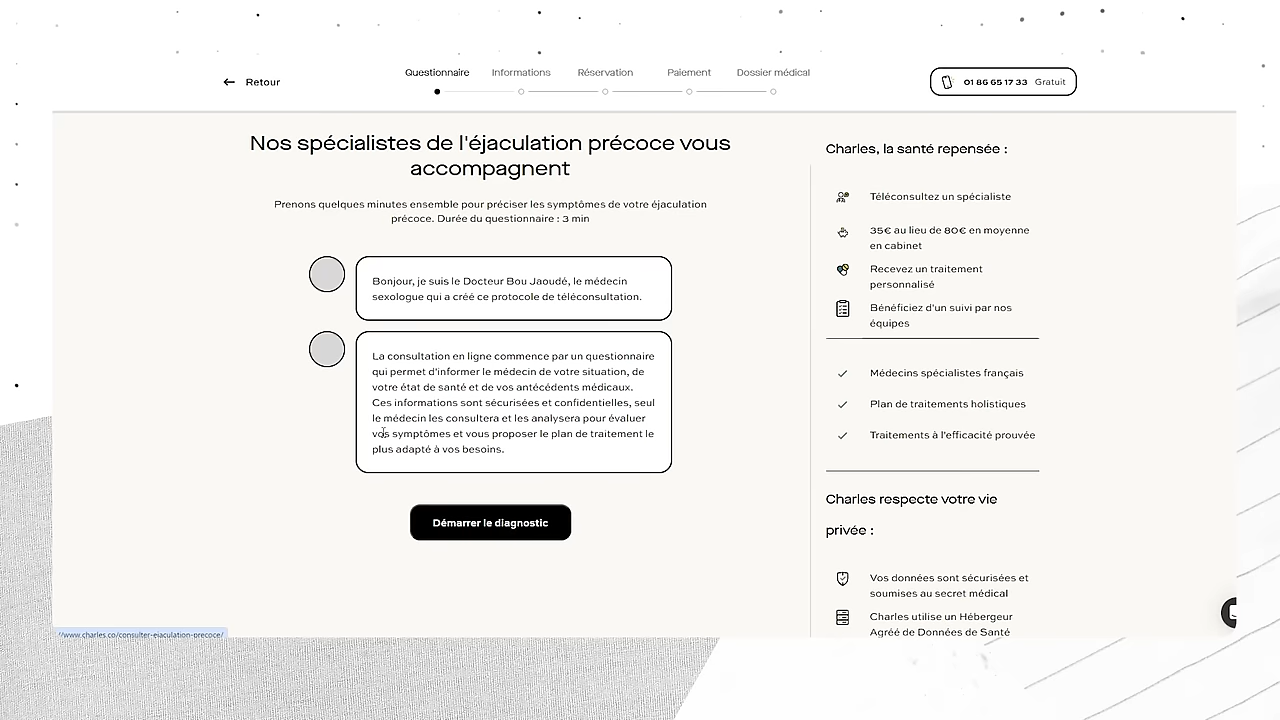 Retour
Questionnaire
Informations
Réservation
Paiement
Dossier médical
01 86 65 17 33 Gratuit
Nos spécialistes de l'éjaculation précoce vous
accompagnent
Prenons quelques minutes ensemble pour préciser les symptômes de votre éjaculation
précoce. Durée du questionnaire : 3 min
Bonjour, je suis le Docteur Bou Jaoudé, le médecin
sexologue qui a créé ce protocole de téléconsultation.
La consultation en ligne commence par un questionnaire
qui permet d'informer le médecin de votre situation, de
votre état de santé et de vos antécédents médicaux.
Ces informations sont sécurisées et confidentielles, seul
le médecin les consultera et les analysera pour évaluer
vos symptômes et vous proposer le plan de traitement le
plus adapté à vos besoins.
Démarrer le diagnostic
Charles, la santé repensée :
Téléconsultez un spécialiste
35€ au lieu de 80€ en moyenne
en cabinet
Recevez un traitement
personnalisé
Bénéficiez d'un suivi par nos
équipes
Médecins spécialistes français
Plan de traitements holistiques
Traitements à l'efficacité prouvée
Charles respecte votre vie
privée :
Vos données sont sécurisées et
soumises au secret médical
Charles utilise un Hébergeur
Agréé de Données de Santé
//www.charles.co/consulter-ejaculation-precoce/